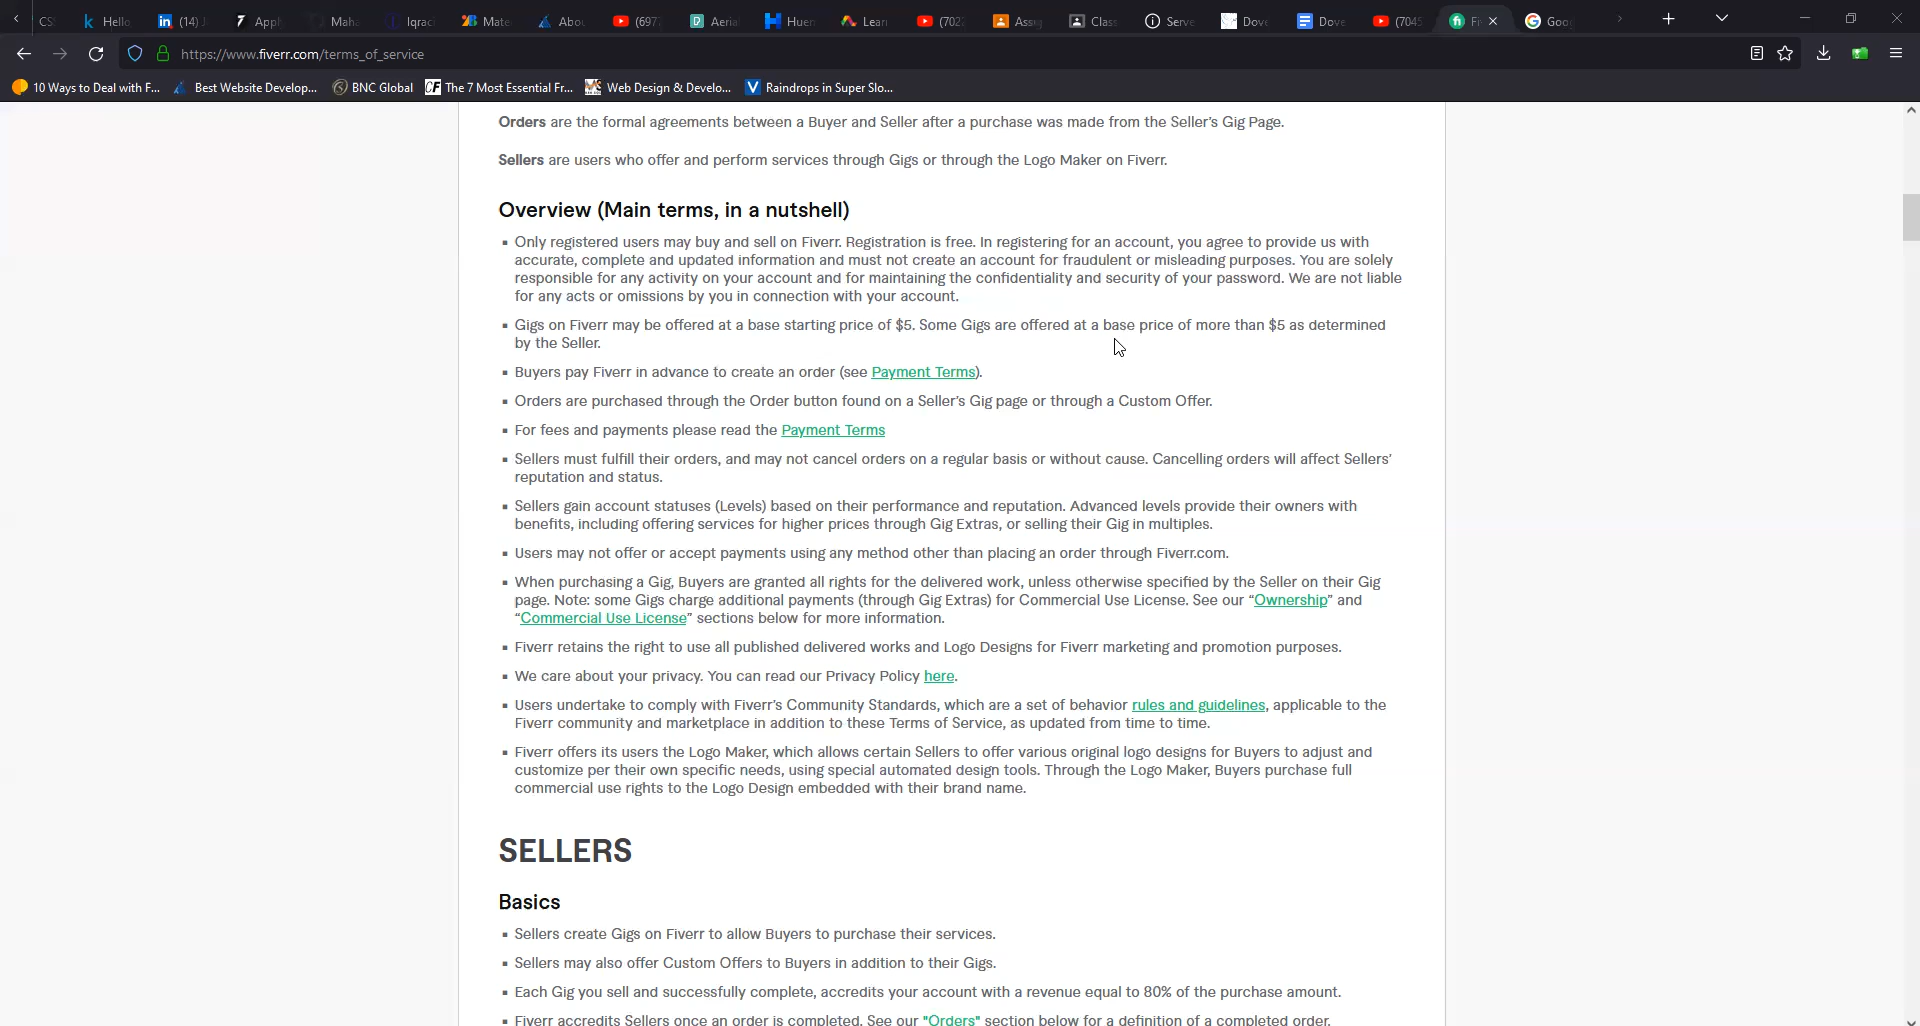 CS
Hello
(14)
Apply
Maha
Iqrac
Mate
Abou
(697
Aeria
Huen
Lear
(702
Assig
Class
Serve
Dove
Dove
(7045
Fi
Goo
https://www.fiverr.com/terms_of_service
10 Ways to Deal with F...
Best Website Develop...
BNC Global
The 7 Most Essential Fr...
Web Design & Develo...
Raindrops in Super Slo...
Orders are the formal agreements between a Buyer and Seller after a purchase was made from the Seller's Gig Page.
Sellers are users who offer and perform services through Gigs or through the Logo Maker on Fiverr.
Overview (Main terms, in a nutshell)
▪ Only registered users may buy and sell on Fiverr. Registration is free. In registering for an account, you agree to provide us with
accurate, complete and updated information and must not create an account for fraudulent or misleading purposes. You are solely
responsible for any activity on your account and for maintaining the confidentiality and security of your password. We are not liable
for any acts or omissions by you in connection with your account.
▪ Gigs on Fiverr may be offered at a base starting price of $5. Some Gigs are offered at a base price of more than $5 as determined
by the Seller.
▪ Buyers pay Fiverr in advance to create an order (see Payment Terms).
▪ Orders are purchased through the Order button found on a Seller's Gig page or through a Custom Offer.
▪ For fees and payments please read the Payment Terms
▪ Sellers must fulfill their orders, and may not cancel orders on a regular basis or without cause. Cancelling orders will affect Sellers'
reputation and status.
▪ Sellers gain account statuses (Levels) based on their performance and reputation. Advanced levels provide their owners with
benefits, including offering services for higher prices through Gig Extras, or selling their Gig in multiples.
▪ Users may not offer or accept payments using any method other than placing an order through Fiverr.com.
▪ When purchasing a Gig, Buyers are granted all rights for the delivered work, unless otherwise specified by the Seller on their Gig
page. Note: some Gigs charge additional payments (through Gig Extras) for Commercial Use License. See our “Ownership” and
“Commercial Use License” sections below for more information.
▪ Fiverr retains the right to use all published delivered works and Logo Designs for Fiverr marketing and promotion purposes.
▪ We care about your privacy. You can read our Privacy Policy here.
▪ Users undertake to comply with Fiverr's Community Standards, which are a set of behavior rules and guidelines, applicable to the
Fiverr community and marketplace in addition to these Terms of Service, as updated from time to time.
▪ Fiverr offers its users the Logo Maker, which allows certain Sellers to offer various original logo designs for Buyers to adjust and
customize per their own specific needs, using special automated design tools. Through the Logo Maker, Buyers purchase full
commercial use rights to the Logo Design embedded with their brand name.
SELLERS
Basics
▪ Sellers create Gigs on Fiverr to allow Buyers to purchase their services.
▪ Sellers may also offer Custom Offers to Buyers in addition to their Gigs.
▪ Each Gig you sell and successfully complete, accredits your account with a revenue equal to 80% of the purchase amount.
▪ Fiverr accredits Sellers once an order is completed. See our "Orders" section below for a definition of a completed order.